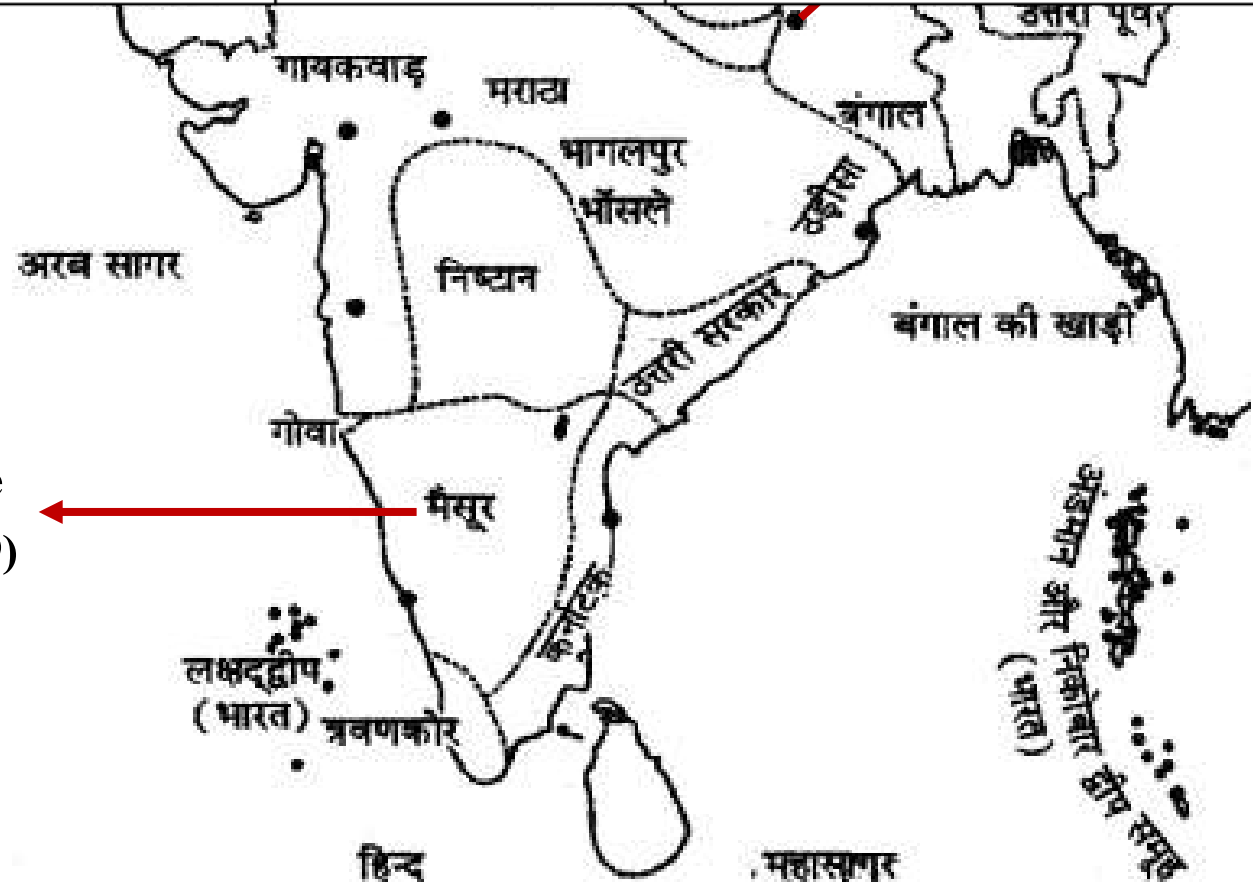 उत्तरी पूर्व
गायकवाड़
मराठा
बंगाल
भागलपुर
भोंसले
उड़ीसा
अरब सागर
निष्टान
उत्तरी सरकार
बंगाल की खाड़ी
गोवा
मैसूर
अंडमान और निकोबार द्वीप समूह
(भारत)
कर्नाटक
लक्षद्द्वीप
(भारत)
त्रवणकोर
हिन्द
महासागर